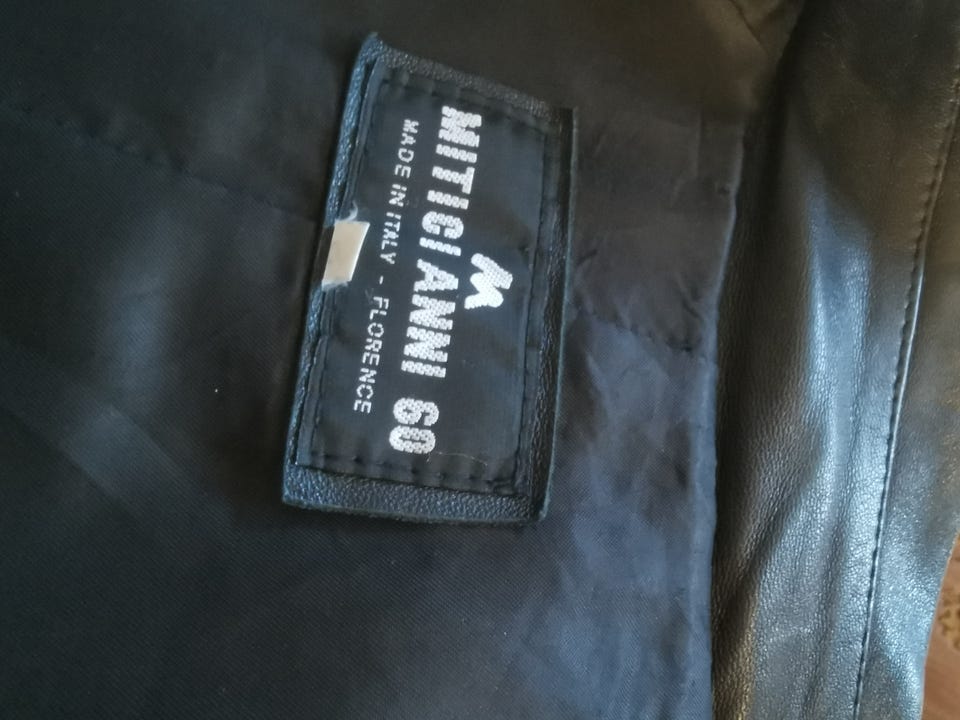 M
MITICI ANNI 60
MADE IN ITALY - FLORENCE